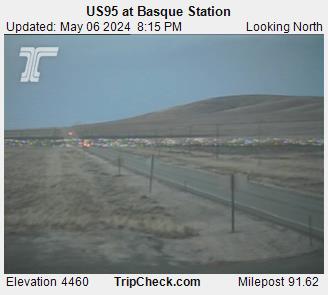 US95 at Basque Station
Updated: May 06 2024 8:15 PM Looking North
Elevation 4460 TripCheck.com Milepost 91.62